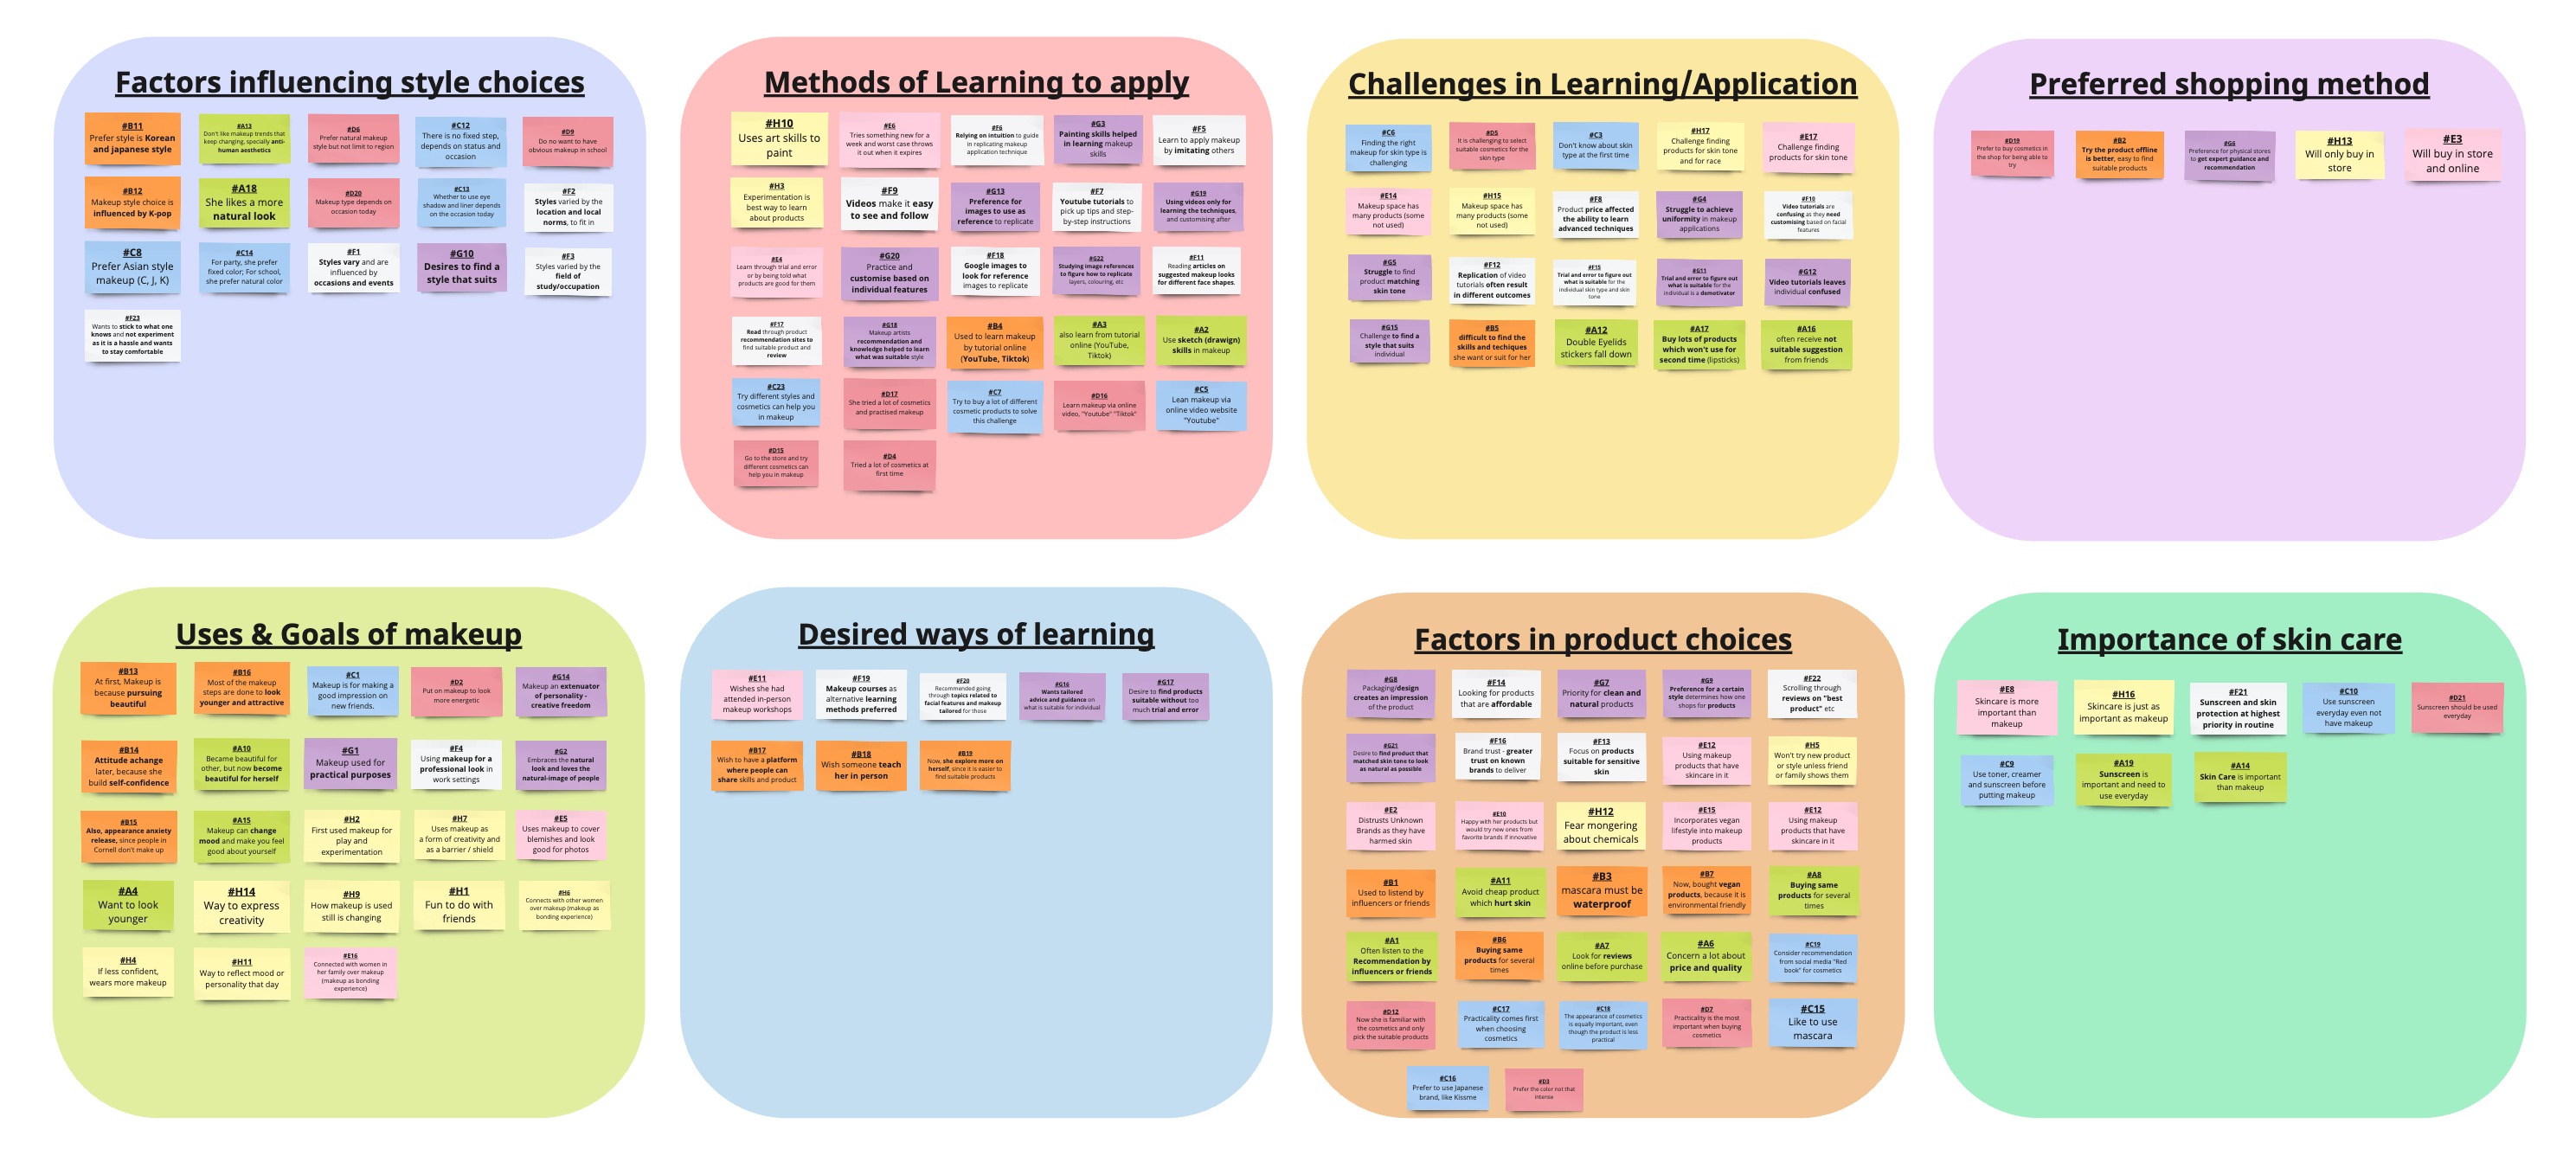 Factors influencing style choices
#B11
Prefer style is Korean
and japanese style
#A13
Don't like makeup trends that
keep changing, specially anti-
human aesthetics
#D6
Prefer natural makeup
style but not limit to region
#C12
There is no fixed step,
depends on status and
occasion
#D9
Do no want to have
obvious makeup in school
#B12
Makeup style choice is
influenced by K-pop
#A18
She likes a more
natural look
#D20
Makeup type depends on
occasion today
#C13
Whether to use eye
shadow and liner depends
on the occasion today
#F2
Styles varied by the
location and local
norms, to fit in
#C8
Prefer Asian style
makeup (C, J, K)
#C14
For party, she prefer
fixed color; For school,
she prefer natural color
#F1
Styles vary and are
influenced by
occasions and events
#G10
Desires to find a
style that suits
#F3
Styles varied by the
field of
study/occupation
#F23
Wants to stick to what one
knows and not experiment
as it is a hassle and wants
to stay comfortable
Methods of Learning to apply
#H10
Uses art skills to
paint
#E6
Tries something new for a
week and worst case throws
it out when it expires
#F6
Relying on intuition to guide
in replicating makeup
application technique
#G3
Painting skills helped
in learning makeup
skills
#F5
Learn to apply makeup
by imitating others
#H3
Experimentation is
best way to learn
about products
#F9
Videos make it easy
to see and follow
#G13
Preference for
images to use as
reference to replicate
#F7
Youtube tutorials to
pick up tips and step-
by-step instructions
#G19
Using videos only for
learning the techniques,
and customising after
#E4
Learn through trial and error
or by being told what
products are good for them
#G20
Practice and
customise based on
individual features
#F18
Google images to
look for reference
images to replicate
#G22
Studying image references
to figure how to replicate
layers, colouring, etc
#F11
Reading articles on
suggested makeup looks
for different face shapes.
#F17
Read through product
recommendation sites to
find suitable product and
review
#G18
Makeup artists
recommendation and
knowledge helped to learn
what was suitable style
#B4
Used to learn makeup
by tutorial online
(YouTube, Tiktok)
#A3
also learn from tutorial
online (YouTube,
Tiktok)
#A2
Use sketch (drawign)
skills in makeup
#C23
Try different styles and
cosmetics can help you
in makeup
#D17
She tried a lot of cosmetics
and practised makeup
#C7
Try to buy a lot of different
cosmetic products to solve
this challenge
#D16
Learn makeup via online
video, "Youtube" "Tiktok"
#C5
Lean makeup via
online video website
"Youtube"
#D15
Go to the store and try
different cosmetics can
help you in makeup
#D4
Tried a lot of cosmetics at
first time
Challenges in Learning/Application
#C6
Finding the right
makeup for skin type is
challenging
#D5
It is challenging to select
suitable cosmetics for the
skin type
#C3
Don't know about skin
type at the first time
#H17
Challenge finding
products for skin tone
and for race
#E17
Challenge finding
products for skin tone
#E14
Makeup space has
many products (some
not used)
#H15
Makeup space has
many products (some
not used)
#F8
Product price affected
the ability to learn
advanced techniques
#G4
Struggle to achieve
uniformity in makeup
applications
#F10
Video tutorials are
confusing as they need
customising based on facial
features
#G5
Struggle to find
product matching
skin tone
#F12
Replication of video
tutorials often result
in different outcomes
#F15
Trial and error to figure out
what is suitable for the
individual skin type and skin
tone
#G11
Trial and error to figure out
what is suitable for the
individual is a demotivator
#G12
Video tutorials leaves
individual confused
#G15
Challenge to find a
style that suits
individual
#B5
difficult to find the
skills and techiques
she want or suit for her
#A12
Double Eyelids
stickers fall down
#A17
Buy lots of products
which won't use for
second time (lipsticks)
#A16
often receive not
suitable suggestion
from friends
Preferred shopping method
#D19
Prefer to buy cosmetics in
the shop for being able to
try
#B2
Try the product offline
is better, easy to find
suitable products
#G6
Preference for physical stores
to get expert guidance and
recommendation
#H13
Will only buy in
store
#E3
Will buy in store
and online
Uses & Goals of makeup
#B13
At first, Makeup is
because pursuing
beautiful
#B16
Most of the makeup
steps are done to look
younger and attractive
#C1
Makeup is for making a
good impression on
new friends.
#D2
Put on makeup to look
more energetic
#G14
Makeup an extenuator
of personality -
creative freedom
#B14
Attitude achange
later, because she
build self-confidence
#A10
Became beautiful for
other, but now become
beautiful for herself
#G1
Makeup used for
practical purposes
#F4
Using makeup for a
professional look in
work settings
#G2
Embraces the natural
look and loves the
natural-image of people
#B15
Also, appearance anxiety
release, since people in
Cornell don't make up
#A15
Makeup can change
mood and make you feel
good about yourself
#H2
First used makeup for
play and
experimentation
#H7
Uses makeup as
a form of creativity and
as a barrier / shield
#E5
Uses makeup to cover
blemishes and look
good for photos
#A4
Want to look
younger
#H14
Way to express
creativity
#H9
How makeup is used
still is changing
#H1
Fun to do with
friends
#H6
Connects with other women
over makeup (makeup as
bonding experience)
#H4
If less confident,
wears more makeup
#H11
Way to reflect mood or
personality that day
#E16
Connected with women in
her family over makeup
(makeup as bonding
experience)
Desired ways of learning
#E11
Wishes she had
attended in-person
makeup workshops
#F19
Makeup courses as
alternative learning
methods preferred
#F20
Recommended going
through topics related to
facial features and makeup
tailored for those
#G16
Wants tailored
advice and guidance on
what is suitable for individual
#G17
Desire to find products
suitable without too
much trial and error
#B17
Wish to have a platform
where people can
share skills and product
#B18
Wish someone teach
her in person
#B19
Now, she explore more on
herself, since it is easier to
find suitable products
Factors in product choices
#G8
Packaging/design
creates an impression
of the product
#F14
Looking for products
that are affordable
#G7
Priority for clean and
natural products
#G9
Preference for a certain
style determines how one
shops for products
#F22
Scrolling through
reviews on "best
product" etc
#G21
Desire to find product that
matched skin tone to look
as natural as possible
#F16
Brand trust - greater
trust on known
brands to deliver
#F13
Focus on products
suitable for sensitive
skin
#E12
Using makeup
products that have
skincare in it
#H5
Won't try new product
or style unless friend
or family shows them
#E2
Distrusts Unknown
Brands as they have
harmed skin
#E10
Happy with her products but
would try new ones from
favorite brands if innovative
#H12
Fear mongering
about chemicals
#E15
Incorporates vegan
lifestyle into makeup
products
#E12
Using makeup
products that have
skincare in it
#B1
Used to listend by
influencers or friends
#A11
Avoid cheap product
which hurt skin
#B3
mascara must be
waterproof
#B7
Now, bought vegan
products, because it is
environmental friendly
#A8
Buying same
products for several
times
#A1
Often listen to the
Recommendation by
influencers or friends
#B6
Buying same
products for several
times
#A7
Look for reviews
online before purchase
#A6
Concern a lot about
price and quality
#C19
Consider recommendation
from social media "Red
book" for cosmetics
#D12
Now she is familiar with
the cosmetics and only
pick the suitable products
#C17
Practicality comes first
when choosing
cosmetics
#C18
The appearance of cosmetics
is equally important, even
though the product is less
practical
#D7
Practicality is the most
important when buying
cosmetics
#C15
Like to use
mascara
#C16
Prefer to use Japanese
brand, like Kissme
#D3
Prefer the color not that
intense
Importance of skin care
#E8
Skincare is more
important than
makeup
#H16
Skincare is just as
important as makeup
#F21
Sunscreen and skin
protection at highest
priority in routine
#C10
Use sunscreen
everyday even not
have makeup
#D21
Sunscreen should be used
everyday
#C9
Use toner, creamer
and sunscreen before
putting makeup
#A19
Sunscreen is
important and need to
use everyday
#A14
Skin Care is important
than makeup